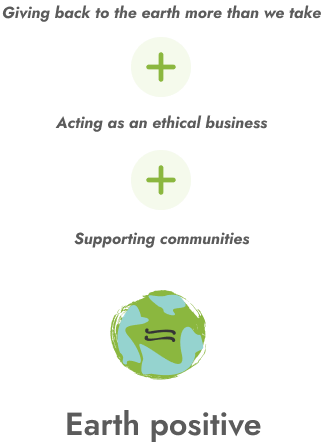 Giving back to the earth more than we take
+
Acting as an ethical business
+
Supporting communities
=
Earth positive